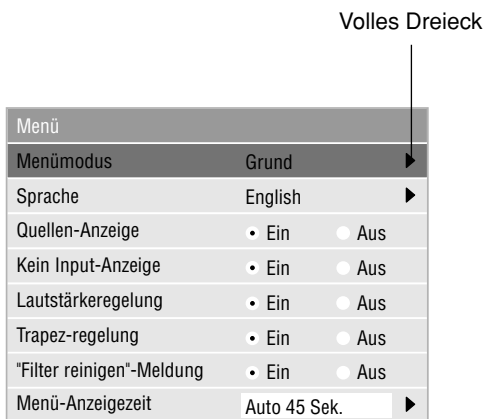 Volles Dreieck
Menü
Menümodus Grund
Sprache English
Quellen-Anzeige Ein Aus
Kein Input-Anzeige Ein Aus
Lautstärkeregelung Ein Aus
Trapez-regelung Ein Aus
"Filter reinigen"-Meldung Ein Aus
Menü-Anzeigezeit Auto 45 Sek.